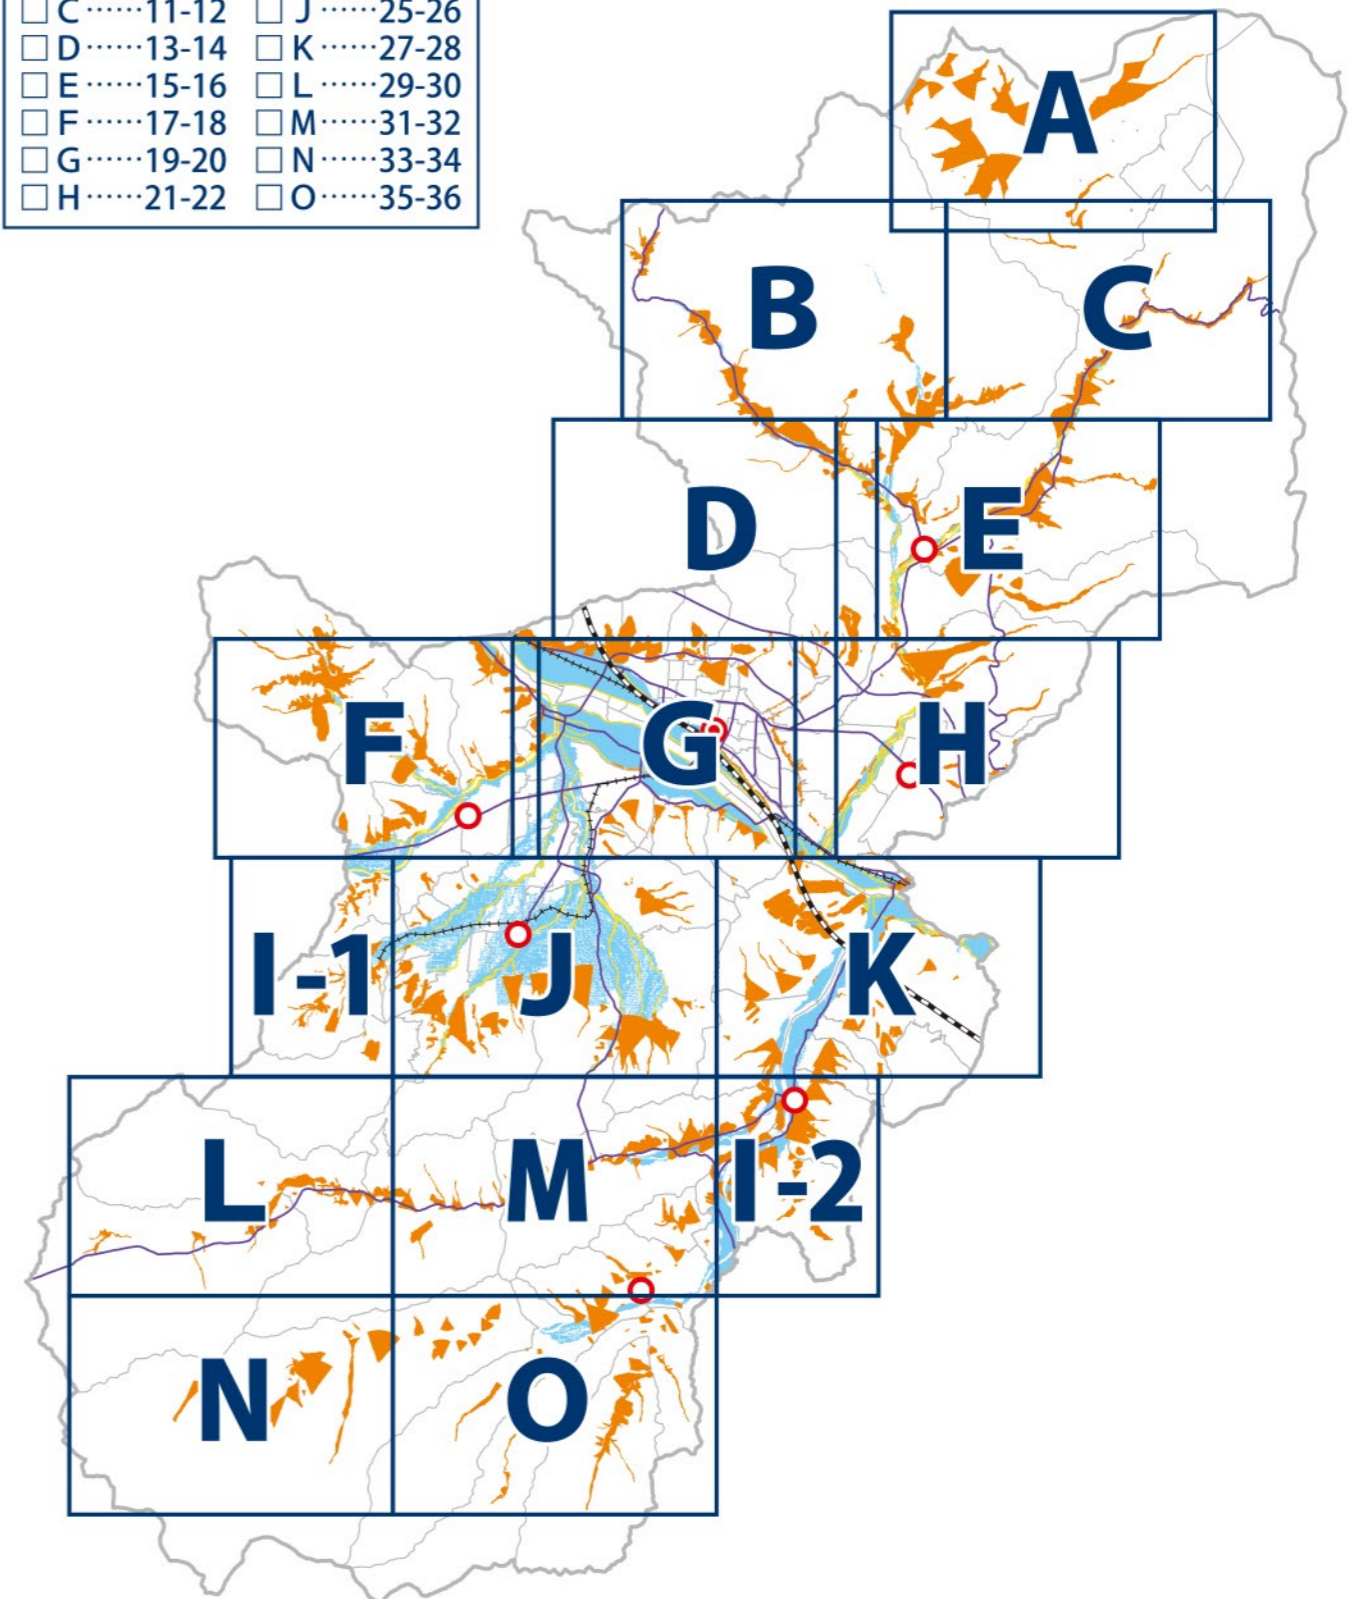 □ C……11-12 □ J……25-26
□ D……13-14 □ K……27-28
□ E……15-16 □ L……29-30
□ F……17-18 □ M……31-32
□ G……19-20 □ N……33-34
□ H……21-22 □ O……35-36
A
B
C
D
E
F
G
H
I-1
J
K
L
M
I-2
N
O